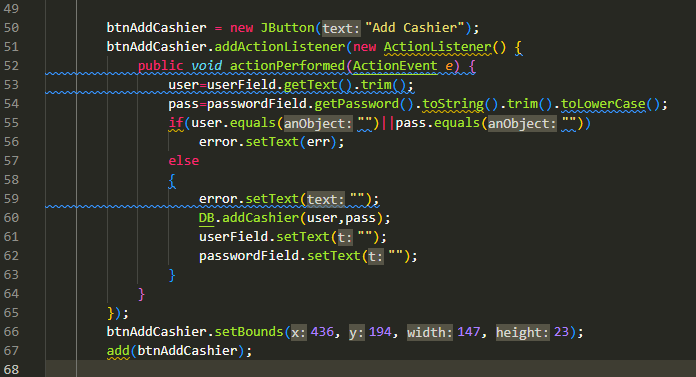 49
50 btnAddCashier = new JButton(text: "Add Cashier");
51 btnAddCashier.addActionListener(new ActionListener() {
52 public void actionPerformed(ActionEvent e) {
53 user=userField.getText().trim();
54 pass=passwordField.getPassword().toString().trim().toLowerCase();
55 if(user.equals(anObject: "")||pass.equals(anObject: ""))
56 error.setText(err);
57 else
58 {
59 error.setText(text: "");
60 DB.addCashier(user,pass);
61 userField.setText(t: "");
62 passwordField.setText(t: "");
63 }
64 }
65 });
66 btnAddCashier.setBounds(x: 436, y: 194, width: 147, height: 23);
67 add(btnAddCashier);
68